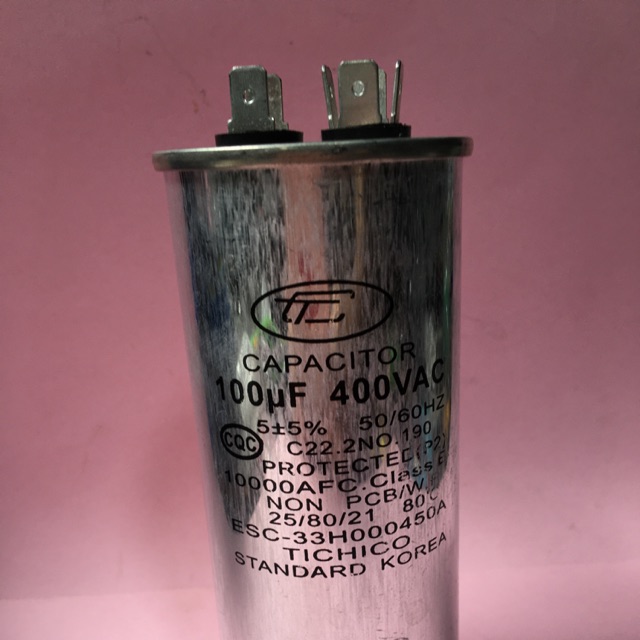 CAPACITOR
100µF 400VAC
5±5% 50/60HZ
CQC C22.2NO.190
PROTECTED(P2)
10000AFC·Class B
NON PCB/W
25/80/21 80°C
ESC-33H000450A
TICHICO
STANDARD KOREA